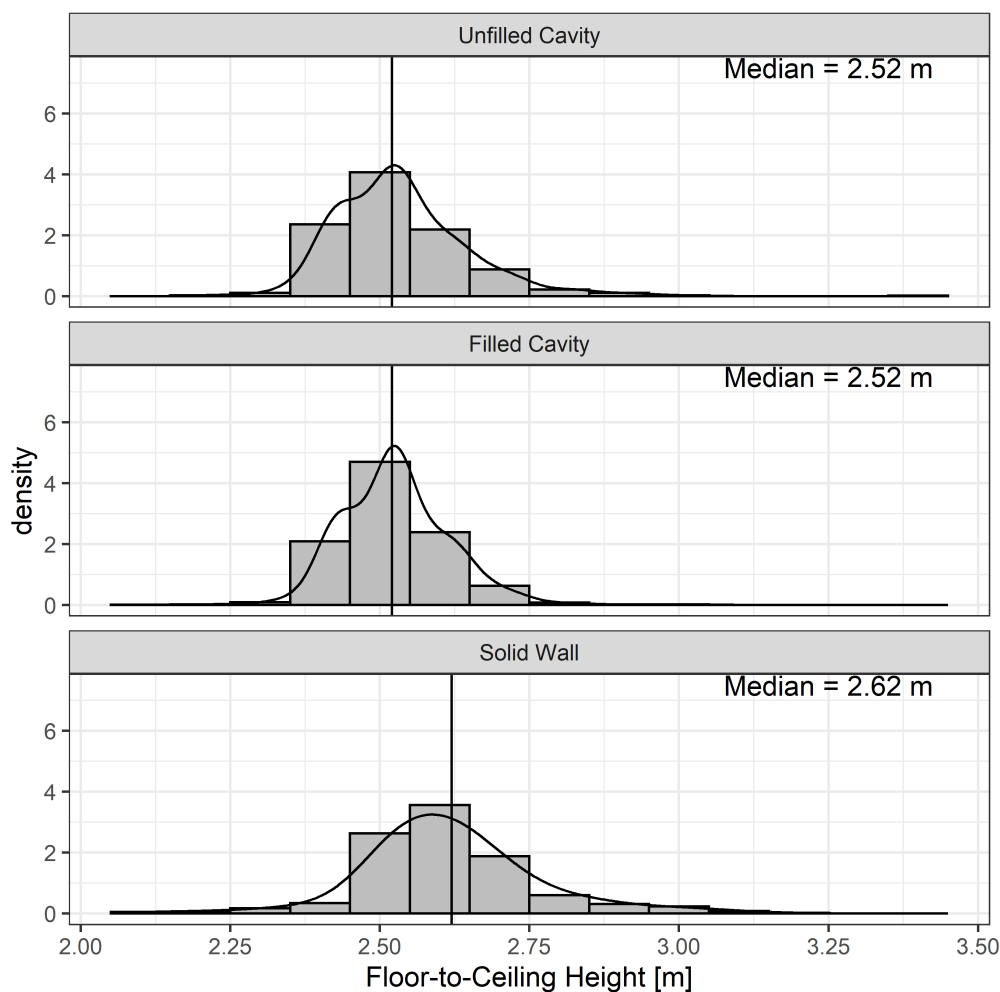 Unfilled Cavity
Median = 2.52 m
6
4
2
0
Filled Cavity
Median = 2.52 m
6
4
2
0
density
Solid Wall
Median = 2.62 m
6
4
2
0
2.00 2.25 2.50 2.75 3.00 3.25 3.50
Floor-to-Ceiling Height [m]